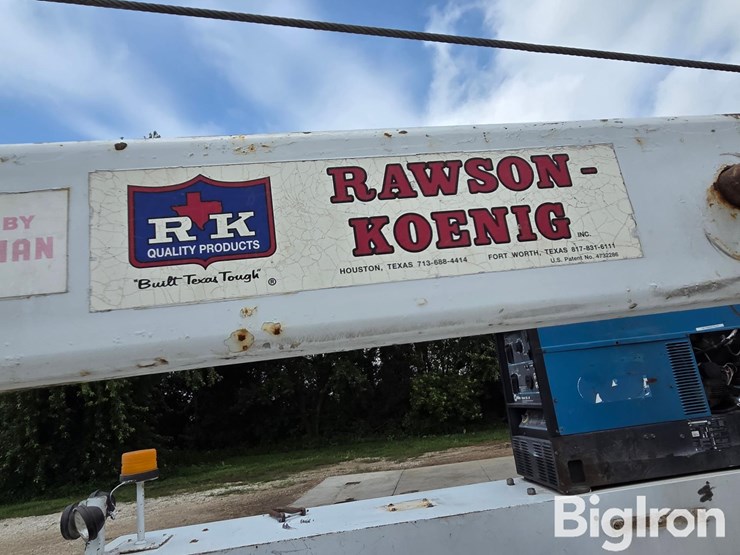 BY
RK
QUALITY PRODUCTS
"Built Texas Tough" ®
RAWSON-
KOENIG INC.
HOUSTON, TEXAS 713-688-4414
FORT WORTH, TEXAS 817-831-6111
U.S. Patent No. 4732286
BigIron